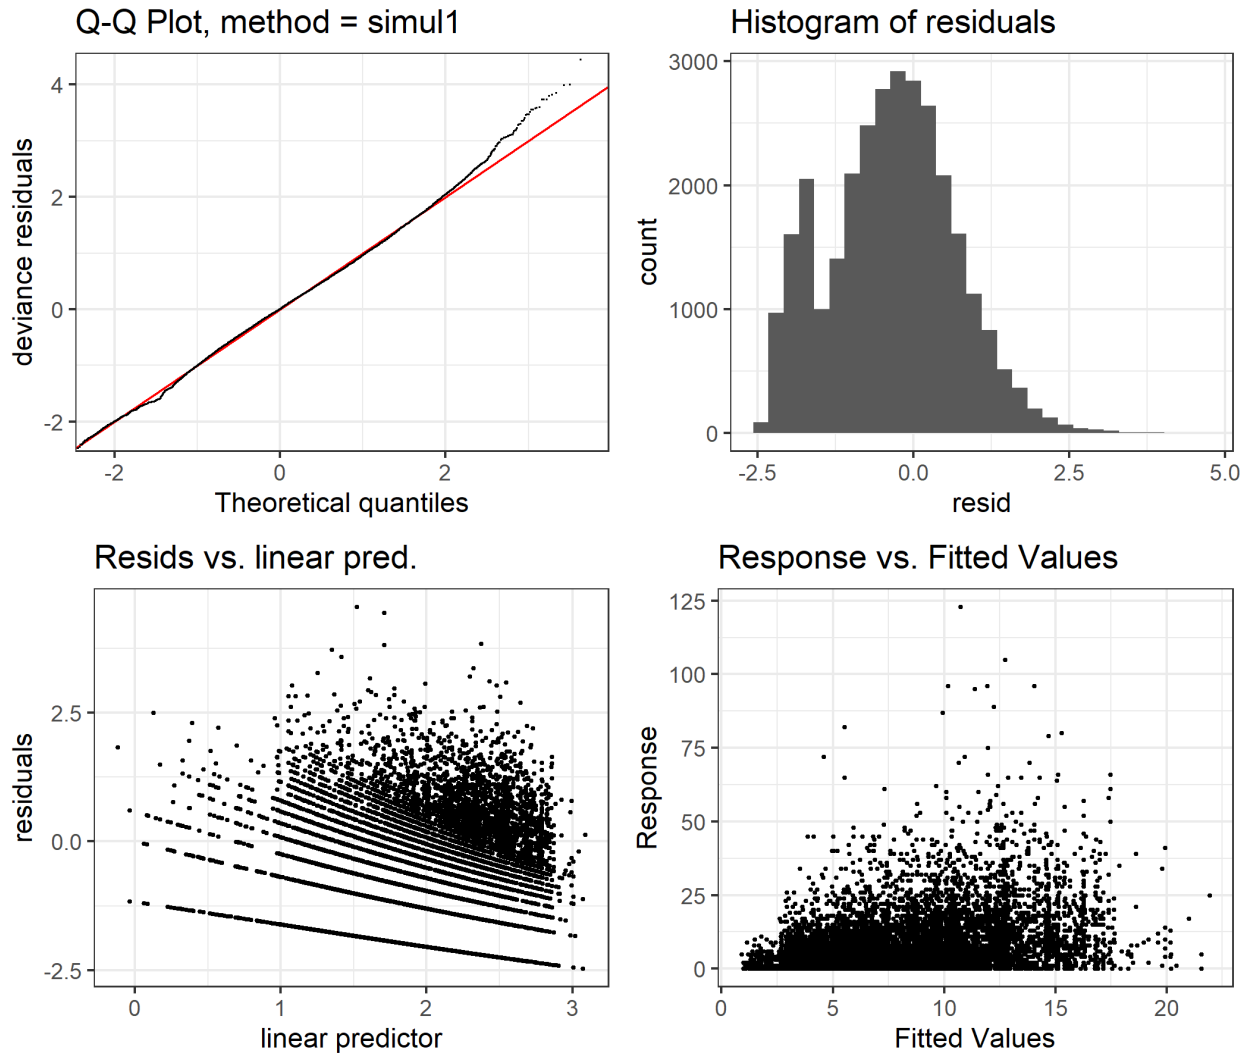 Q-Q Plot, method = simul1
4
2
0
-2
deviance residuals
-2
0
2
Theoretical quantiles
Histogram of residuals
3000
2000
1000
0
count
-2.5
0.0
2.5
5.0
resid
Resids vs. linear pred.
2.5
0.0
-2.5
residuals
0
1
2
3
linear predictor
Response vs. Fitted Values
125
100
75
50
25
0
Response
0
5
10
15
20
Fitted Values